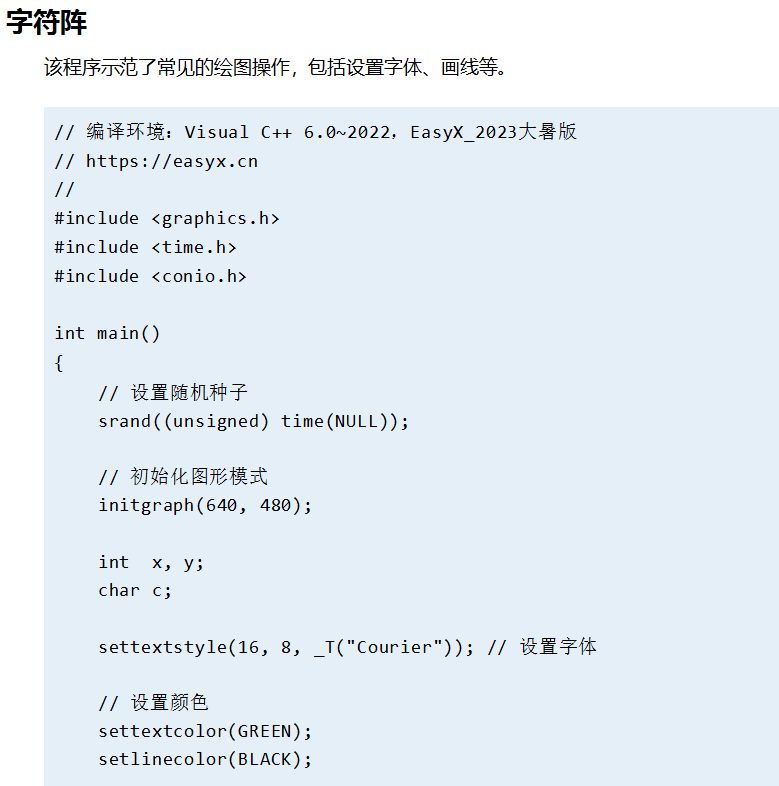 字符阵
该程序示范了常见的绘图操作，包括设置字体、画线等。
// 编译环境：Visual C++ 6.0~2022，EasyX_2023大暑版
// https://easyx.cn
//
#include <graphics.h>
#include <time.h>
#include <conio.h>
int main()
{
// 设置随机种子
srand((unsigned) time(NULL));
// 初始化图形模式
initgraph(640, 480);
int  x, y;
char c;
settextstyle(16, 8, _T("Courier")); // 设置字体
// 设置颜色
settextcolor(GREEN);
setlinecolor(BLACK);